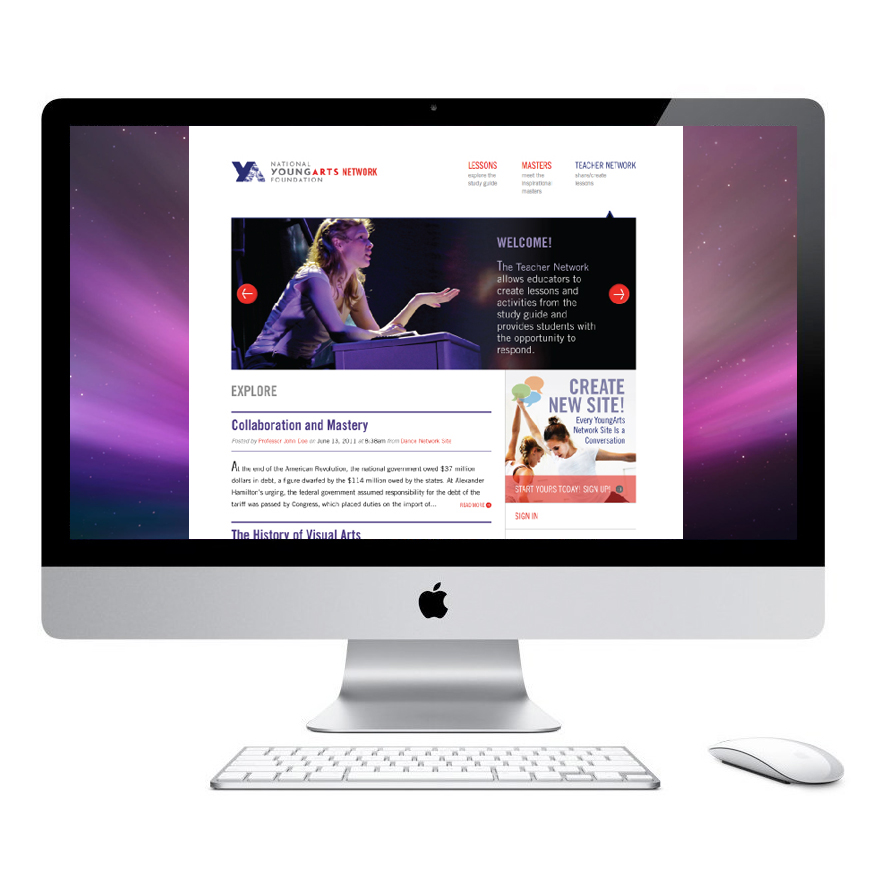 NATIONAL
YOUNGARTS NETWORK
FOUNDATION
LESSONS
explore the
study guide
MASTERS
meet the
inspirational
masters
TEACHER NETWORK
share/create
lessons
WELCOME!
The Teacher Network
allows educators to
create lessons and
activities from the
study guide and
provides students with
the opportunity to
respond.
EXPLORE
Collaboration and Mastery
Posted by Professor John Doe on June 13, 2011 at 8:38am from Dance Network Site
At the end of the American Revolution, the national government owed $37 million
dollars in debt, a figure dwarfed by the $114 million owed by the states. At Alexander
Hamilton's urging, the federal government assumed responsibility for the debt of the
tariff was passed by Congress, which placed duties on the import of...
READ MORE
The History of Visual Arts
CREATE
NEW SITE!
Every YoungArts
Network Site Is a
Conversation
START YOURS TODAY! SIGN UP!
SIGN IN